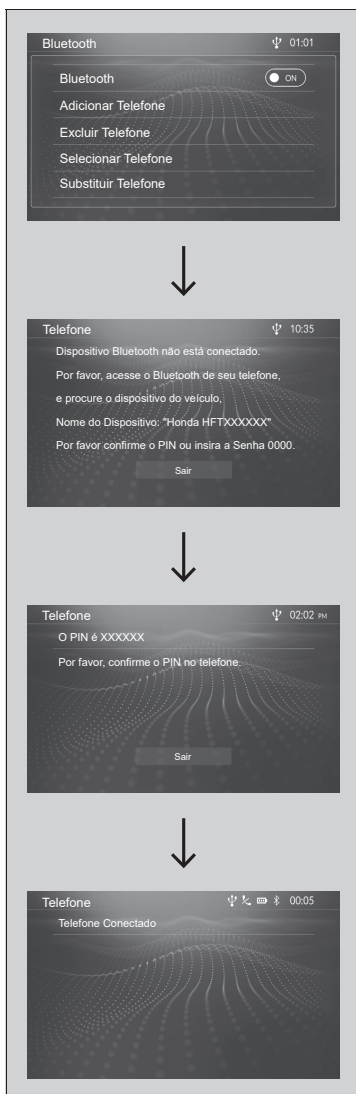 Bluetooth 01:01
Bluetooth ON
Adicionar Telefone
Excluir Telefone
Selecionar Telefone
Substituir Telefone
Telefone 10:35
Dispositivo Bluetooth não está conectado.
Por favor, acesse o Bluetooth de seu telefone,
e procure o dispositivo do veículo,
Nome do Dispositivo: "Honda HFTXXXXXX"
Por favor confirme o PIN ou insira a Senha 0000.
Sair
Telefone 02:02 PM
O PIN é XXXXXX
Por favor, confirme o PIN no telefone.
Sair
Telefone 00:05
Telefone Conectado